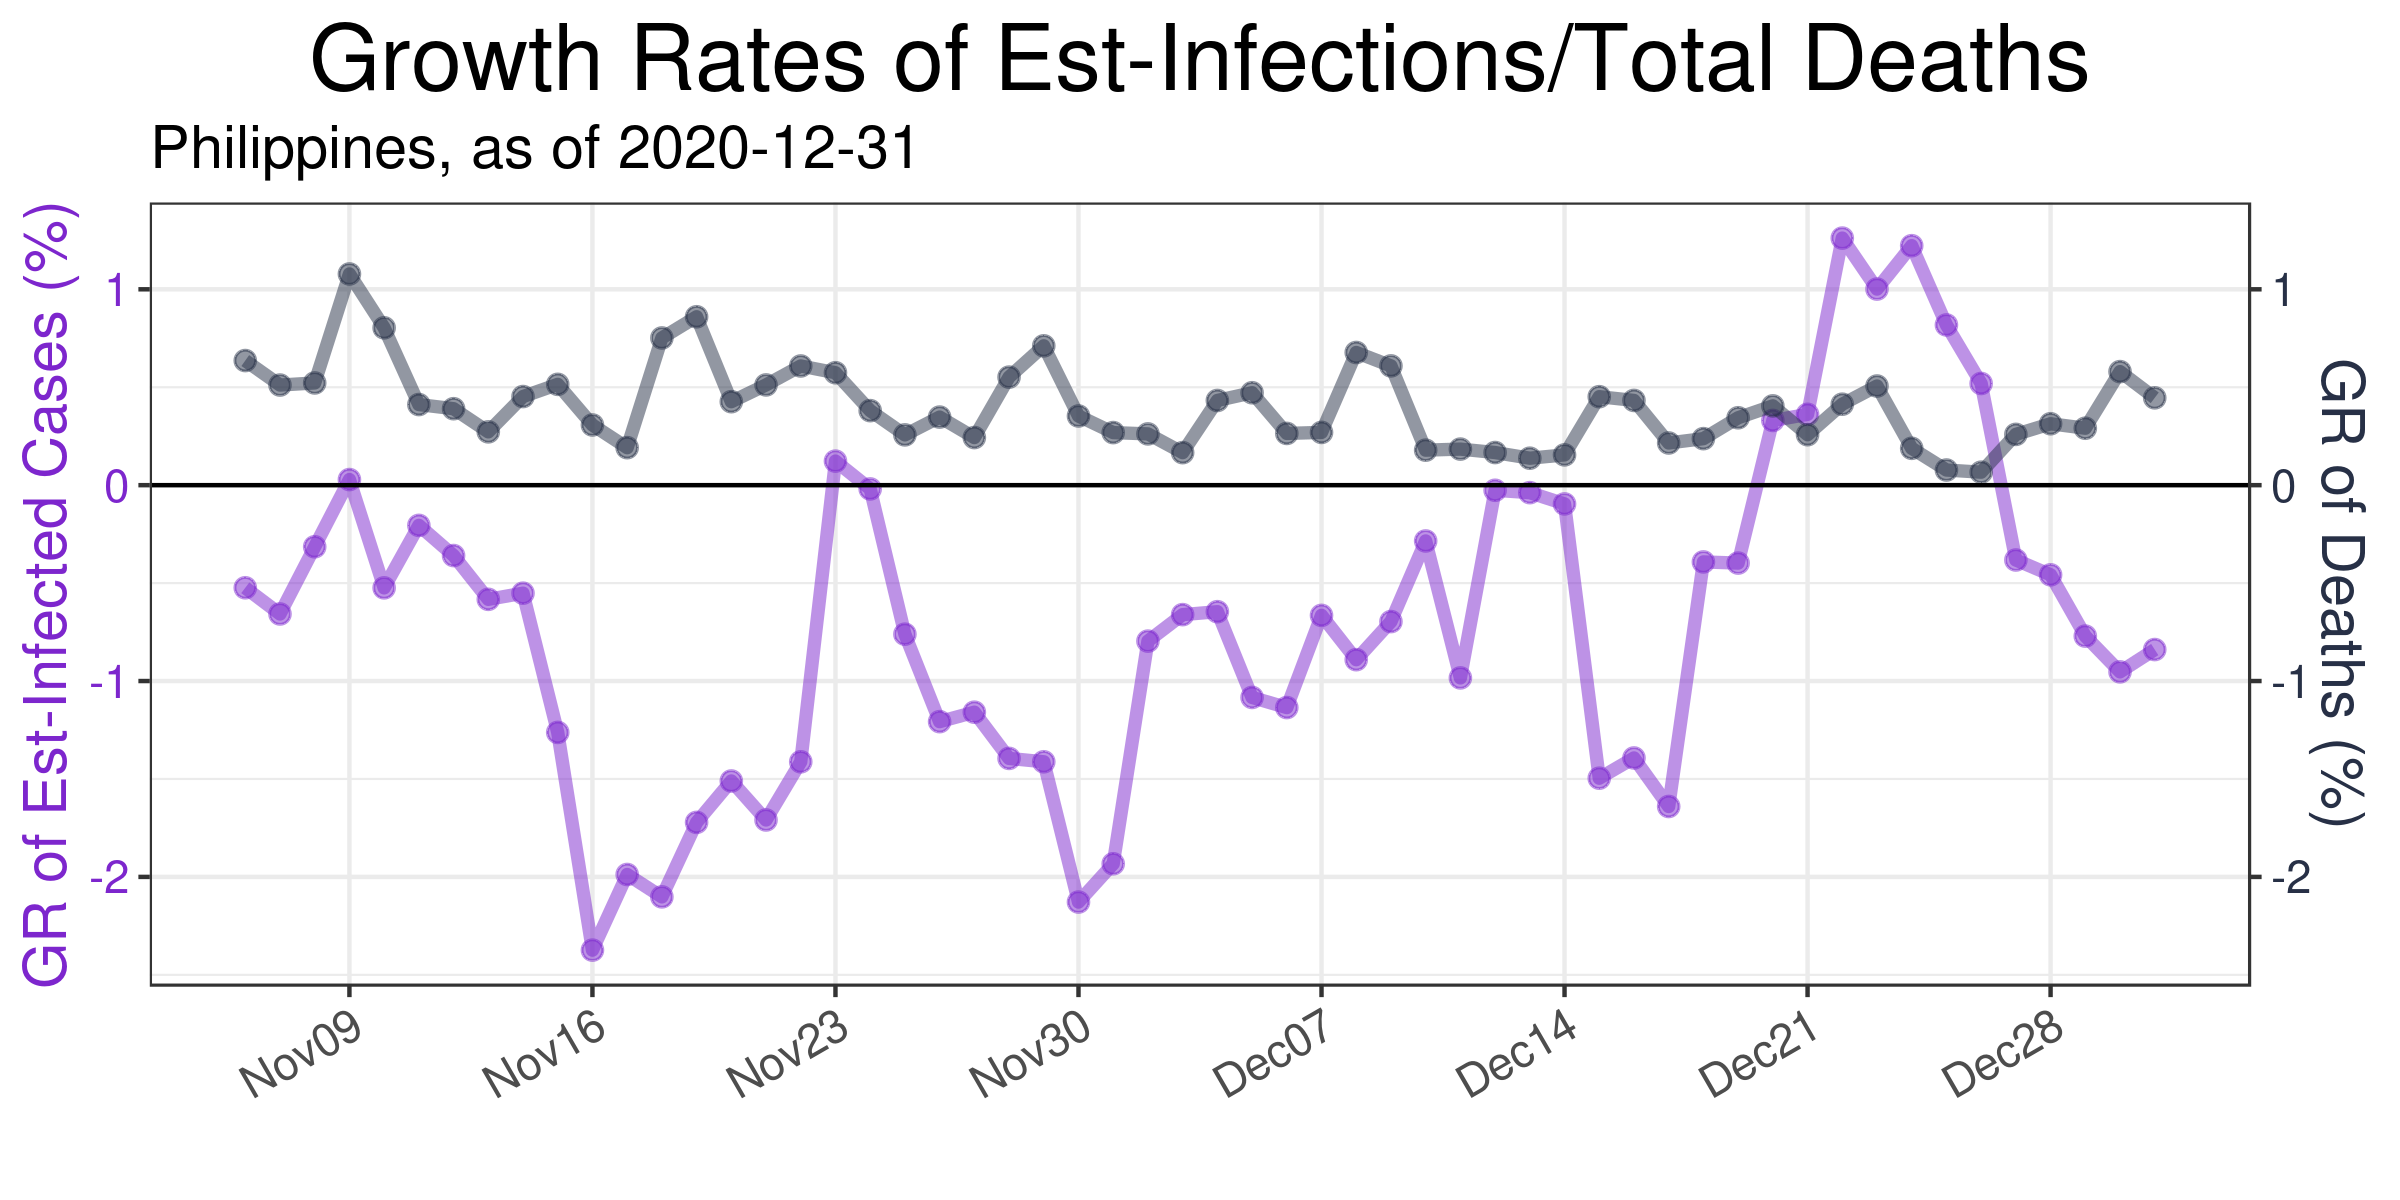 Growth Rates of Est-Infections/Total Deaths
Philippines, as of 2020-12-31
GR of Est-Infected Cases (%)
1
0
-1
-2
1
0
-1
-2
GR of Deaths (%)
Nov09
Nov16
Nov23
Nov30
Dec07
Dec14
Dec21
Dec28